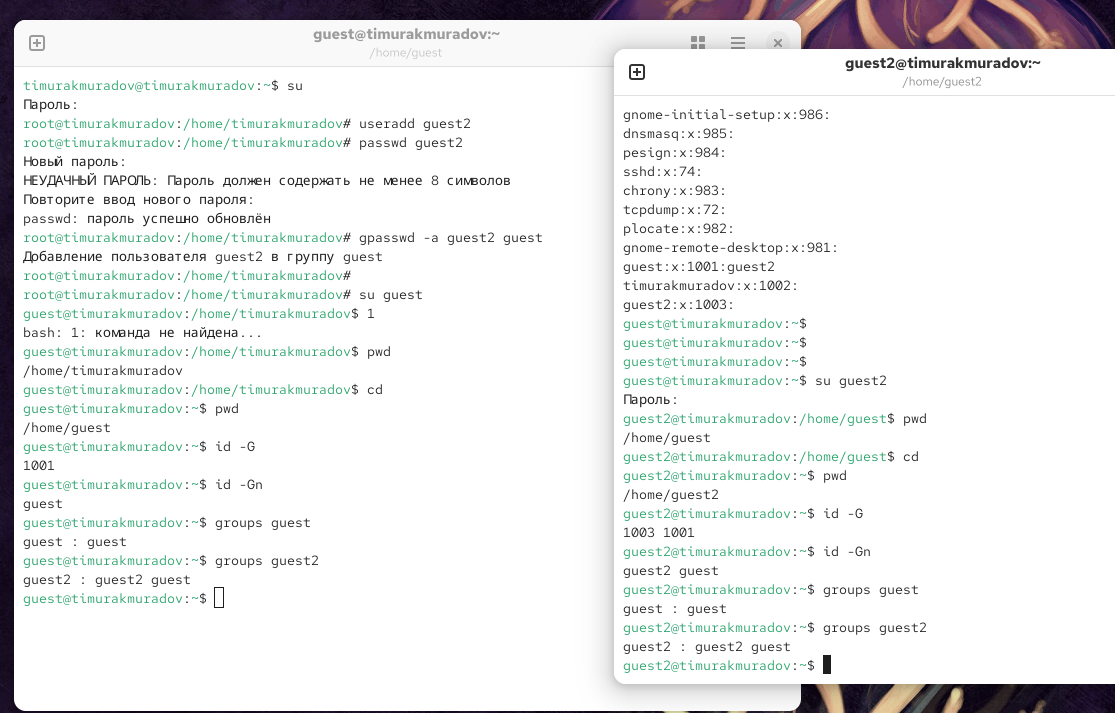 guest@timurakmuradov:~
/home/guest
timurakmuradov@timurakmuradov:~$ su
Пароль:
root@timurakmuradov:/home/timurakmuradov# useradd guest2
root@timurakmuradov:/home/timurakmuradov# passwd guest2
Новый пароль:
НЕУДАЧНЫЙ ПАРОЛЬ: Пароль должен содержать не менее 8 символов
Повторите ввод нового пароля:
passwd: пароль успешно обновлён
root@timurakmuradov:/home/timurakmuradov# gpasswd -a guest2 guest
Добавление пользователя guest2 в группу guest
root@timurakmuradov:/home/timurakmuradov#
root@timurakmuradov:/home/timurakmuradov# su guest
guest@timurakmuradov:/home/timurakmuradov$ 1
bash: 1: команда не найдена...
guest@timurakmuradov:/home/timurakmuradov$ pwd
/home/timurakmuradov
guest@timurakmuradov:/home/timurakmuradov$ cd
guest@timurakmuradov:~$ pwd
/home/guest
guest@timurakmuradov:~$ id -G
1001
guest@timurakmuradov:~$ id -Gn
guest
guest@timurakmuradov:~$ groups guest
guest : guest
guest@timurakmuradov:~$ groups guest2
guest2 : guest2 guest
guest@timurakmuradov:~$
guest2@timurakmuradov:~
/home/guest2
gnome-initial-setup:x:986:
dnsmasq:x:985:
pesign:x:984:
sshd:x:74:
chrony:x:983:
tcpdump:x:72:
plocate:x:982:
gnome-remote-desktop:x:981:
guest:x:1001:guest2
timurakmuradov:x:1002:
guest2:x:1003:
guest@timurakmuradov:~$
guest@timurakmuradov:~$
guest@timurakmuradov:~$
guest@timurakmuradov:~$ su guest2
Пароль:
guest2@timurakmuradov:/home/guest$ pwd
/home/guest
guest2@timurakmuradov:/home/guest$ cd
guest2@timurakmuradov:~$ pwd
/home/guest2
guest2@timurakmuradov:~$ id -G
1003 1001
guest2@timurakmuradov:~$ id -Gn
guest2 guest
guest2@timurakmuradov:~$ groups guest
guest : guest
guest2@timurakmuradov:~$ groups guest2
guest2 : guest2 guest
guest2@timurakmuradov:~$